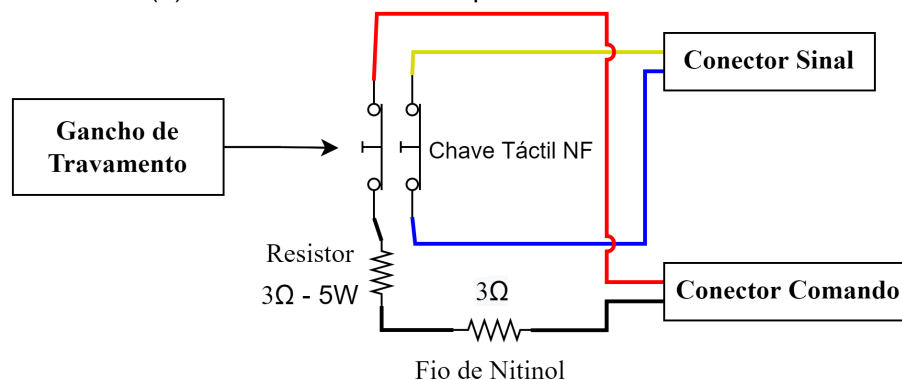 Conector Sinal
Gancho de
Travamento
Chave Táctil NF
Resistor
3Ω - 5W
3Ω
Conector Comando
Fio de Nitinol